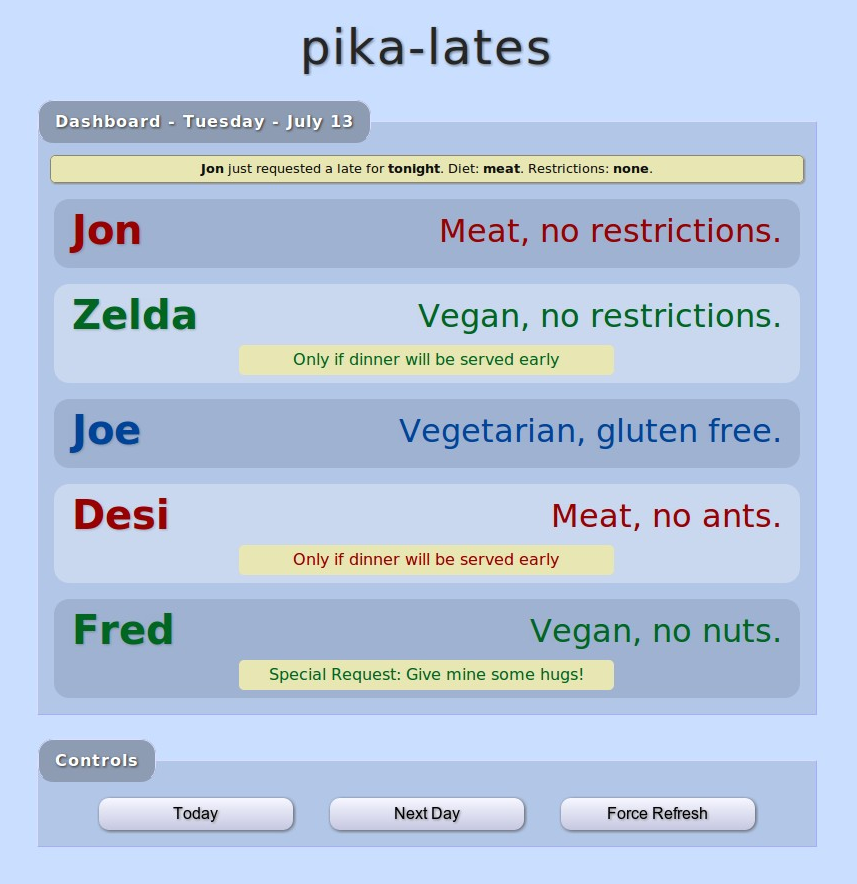 pika-lates
Dashboard - Tuesday - July 13
Jon just requested a late for tonight. Diet: meat. Restrictions: none.
Jon Meat, no restrictions.
Zelda Vegan, no restrictions.
Only if dinner will be served early
Joe Vegetarian, gluten free.
Desi Meat, no ants.
Only if dinner will be served early
Fred Vegan, no nuts.
Special Request: Give mine some hugs!
Controls
Today Next Day Force Refresh